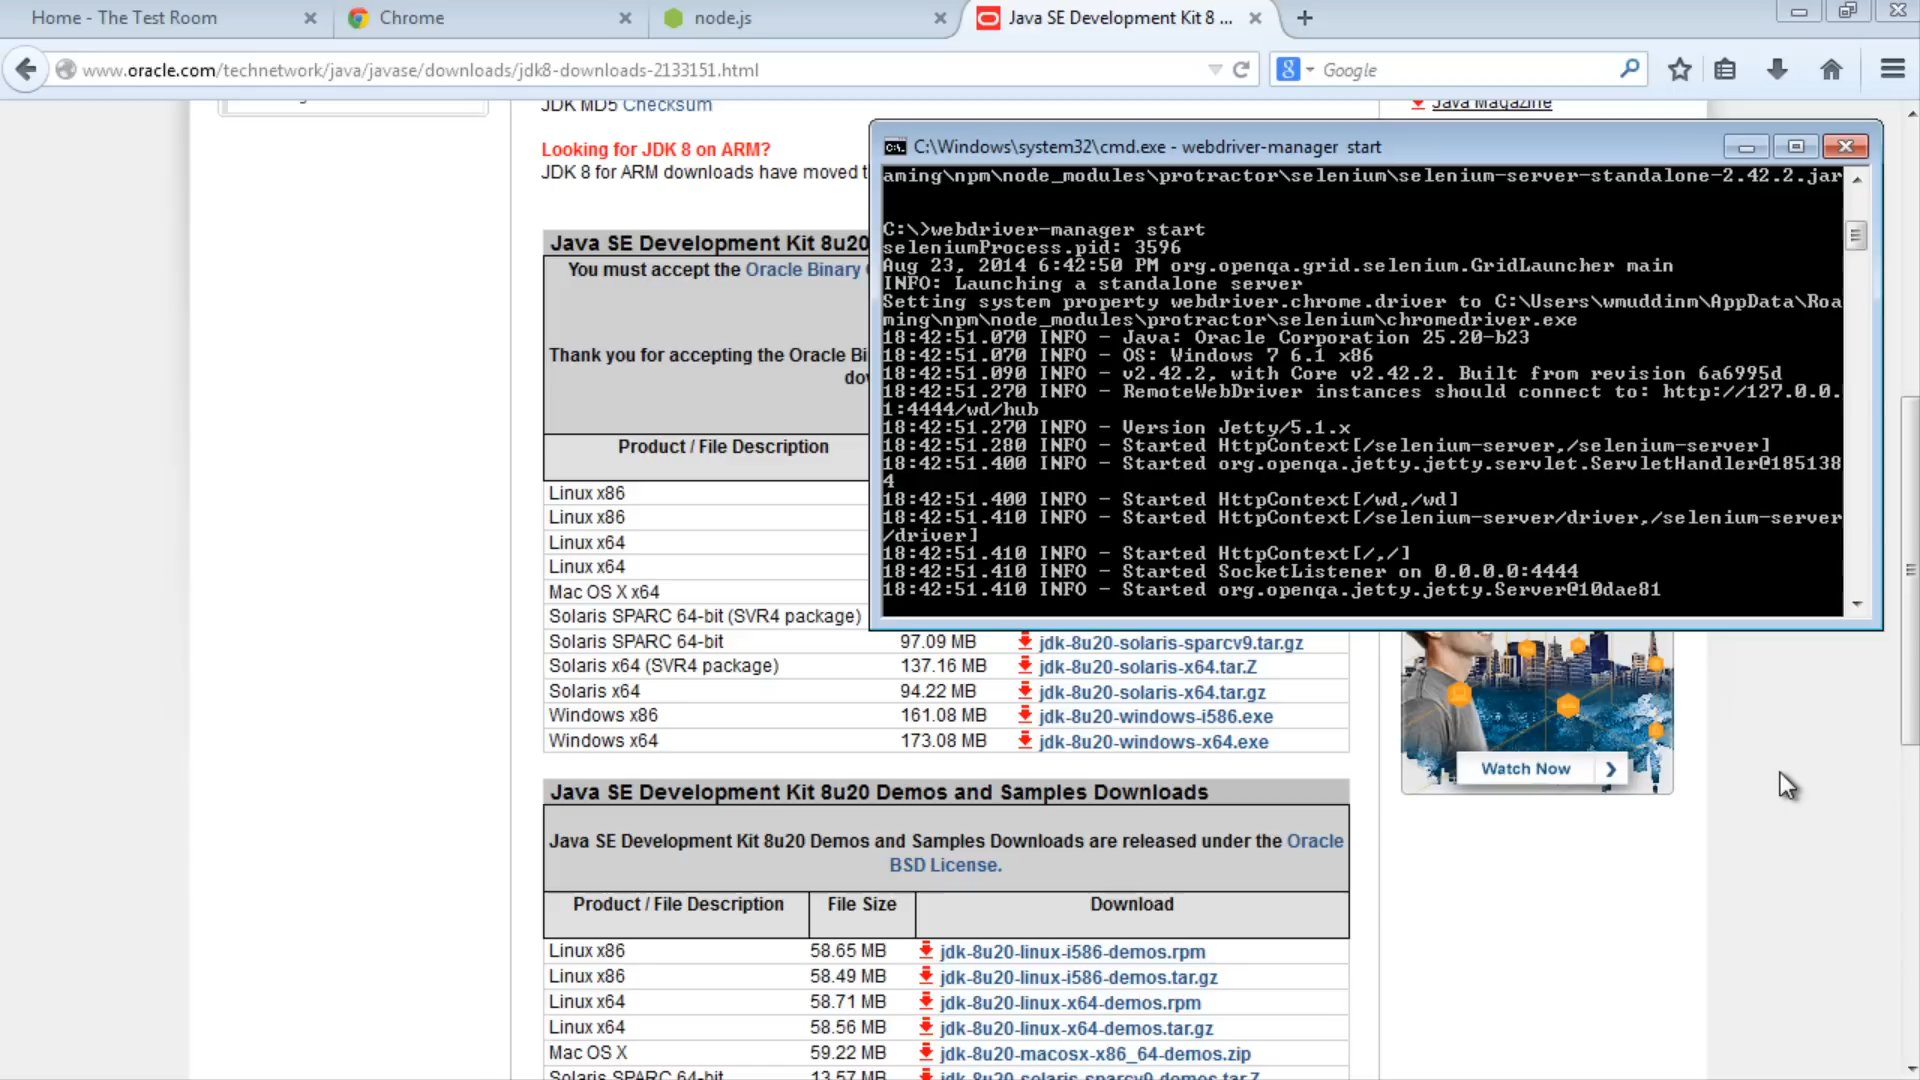 Home - The Test Room
Chrome
node.js
Java SE Development Kit 8 ...
www.oracle.com/technetwork/java/javase/downloads/jdk8-downloads-2133151.html
Google
JDK MD5 Checksum
Java Magazine
Looking for JDK 8 on ARM?
JDK 8 for ARM downloads have moved t
Java SE Development Kit 8u20
You must accept the Oracle Binary
Thank you for accepting the Oracle Bi
Product / File Description
Linux x86
Linux x86
Linux x64
Linux x64
Mac OS X x64
Solaris SPARC 64-bit (SVR4 package)
Solaris SPARC 64-bit 97.09 MB jdk-8u20-solaris-sparcv9.tar.gz
Solaris x64 (SVR4 package) 137.16 MB jdk-8u20-solaris-x64.tar.Z
Solaris x64 94.22 MB jdk-8u20-solaris-x64.tar.gz
Windows x86 161.08 MB jdk-8u20-windows-i586.exe
Windows x64 173.08 MB jdk-8u20-windows-x64.exe
C:\Windows\system32\cmd.exe - webdriver-manager start
aming\npm\node_modules\protractor\selenium\selenium-server-standalone-2.42.2.jar
C:\>webdriver-manager start
seleniumProcess.pid: 3596
Aug 23, 2014 6:42:50 PM org.openqa.grid.selenium.GridLauncher main
INFO: Launching a standalone server
Setting system property webdriver.chrome.driver to C:\Users\wmuddinm\AppData\Roa
ming\npm\node_modules\protractor\selenium\chromedriver.exe
18:42:51.070 INFO - Java: Oracle Corporation 25.20-b23
18:42:51.070 INFO - OS: Windows 7 6.1 x86
18:42:51.090 INFO - v2.42.2, with Core v2.42.2. Built from revision 6a6995d
18:42:51.270 INFO - RemoteWebDriver instances should connect to: http://127.0.0.
1:4444/wd/hub
18:42:51.270 INFO - Version Jetty/5.1.x
18:42:51.280 INFO - Started HttpContext[/selenium-server,/selenium-server]
18:42:51.400 INFO - Started org.openqa.jetty.jetty.servlet.ServletHandler@185138
4
18:42:51.400 INFO - Started HttpContext[/wd,/wd]
18:42:51.410 INFO - Started HttpContext[/selenium-server/driver,/selenium-server
/driver]
18:42:51.410 INFO - Started HttpContext[/,/]
18:42:51.410 INFO - Started SocketListener on 0.0.0.0:4444
18:42:51.410 INFO - Started org.openqa.jetty.jetty.Server@10dae81
Watch Now
Java SE Development Kit 8u20 Demos and Samples Downloads
Java SE Development Kit 8u20 Demos and Samples Downloads are released under the Oracle
BSD License.
Product / File Description File Size Download
Linux x86 58.65 MB jdk-8u20-linux-i586-demos.rpm
Linux x86 58.49 MB jdk-8u20-linux-i586-demos.tar.gz
Linux x64 58.71 MB jdk-8u20-linux-x64-demos.rpm
Linux x64 58.56 MB jdk-8u20-linux-x64-demos.tar.gz
Mac OS X 59.22 MB jdk-8u20-macosx-x86_64-demos.zip
Solaris SPARC 64-bit 13.57 MB jdk-8u20-solaris-sparcv9-demos.tar.Z